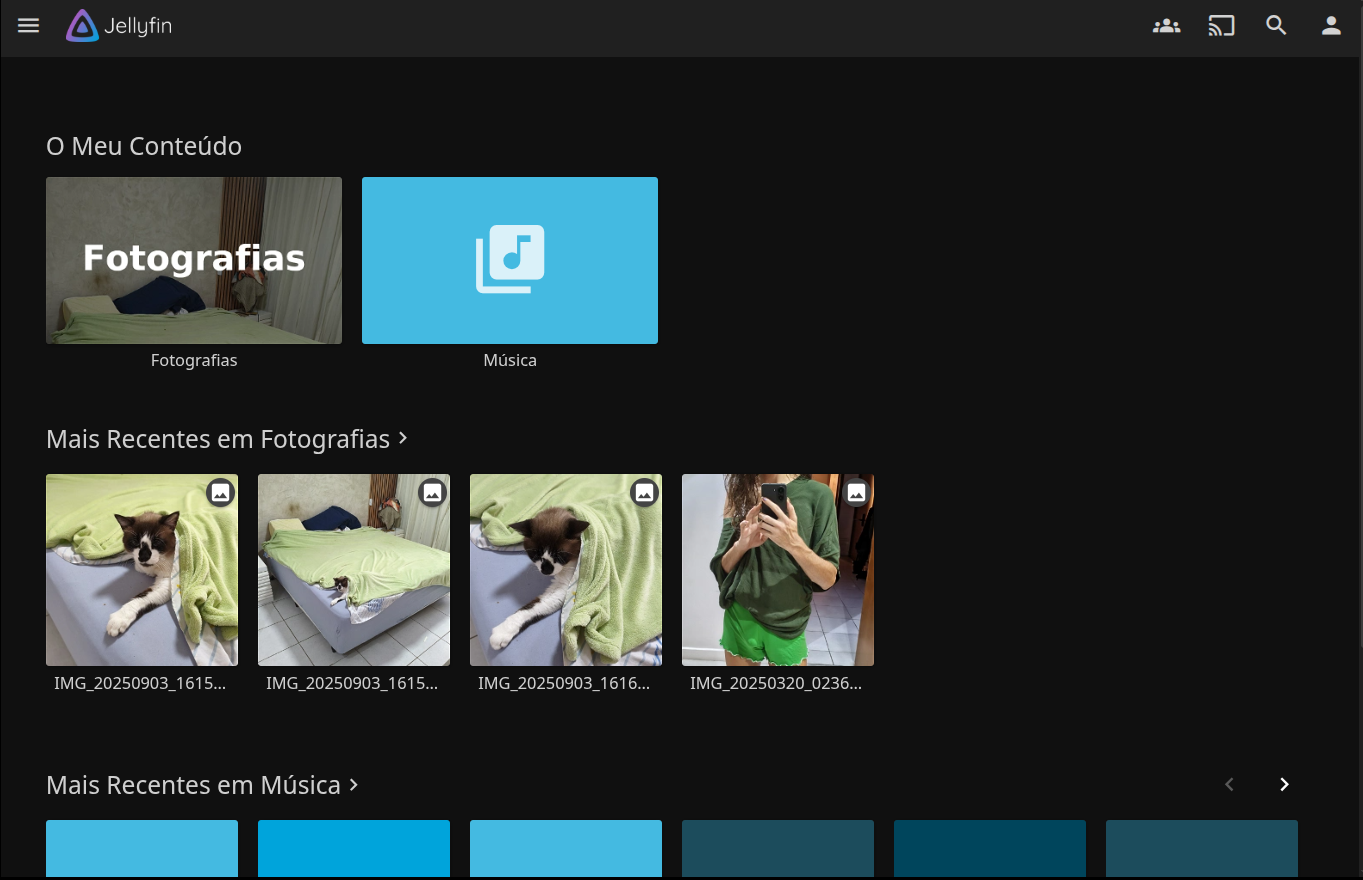 Jellyfin
O Meu Conteúdo
Fotografias
Fotografias
Música
Mais Recentes em Fotografias
IMG_20250903_1615...
IMG_20250903_1615...
IMG_20250903_1616...
IMG_20250320_0236...
Mais Recentes em Música